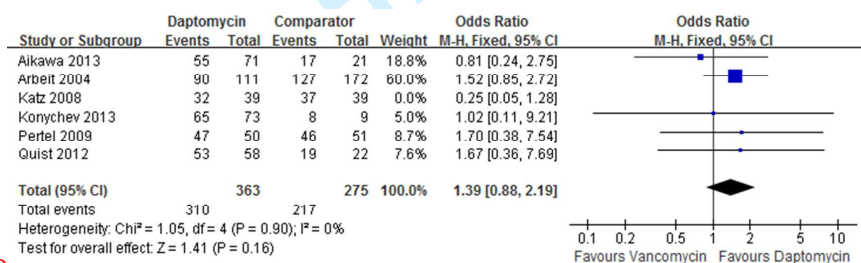 Daptomycin Comparator Odds Ratio Odds Ratio
Study or Subgroup Events Total Events Total Weight M-H, Fixed, 95% CI M-H, Fixed, 95% CI
Aikawa 2013 55 71 17 21 18.8% 0.81 [0.24, 2.75]
Arbeit 2004 90 111 127 172 60.0% 1.52 [0.85, 2.72]
Katz 2008 32 39 37 39 0.0% 0.25 [0.05, 1.28]
Konychev 2013 65 73 8 9 5.0% 1.02 [0.11, 9.21]
Pertel 2009 47 50 46 51 8.7% 1.70 [0.38, 7.54]
Quist 2012 53 58 19 22 7.6% 1.67 [0.36, 7.69]
Total (95% CI) 363 275 100.0% 1.39 [0.88, 2.19]
Total events 310 217
Heterogeneity: Chi² = 1.05, df = 4 (P = 0.90); I² = 0%
Test for overall effect: Z = 1.41 (P = 0.16)
0.1 0.2 0.5 1 2 5 10
Favours Vancomycin Favours Daptomycin